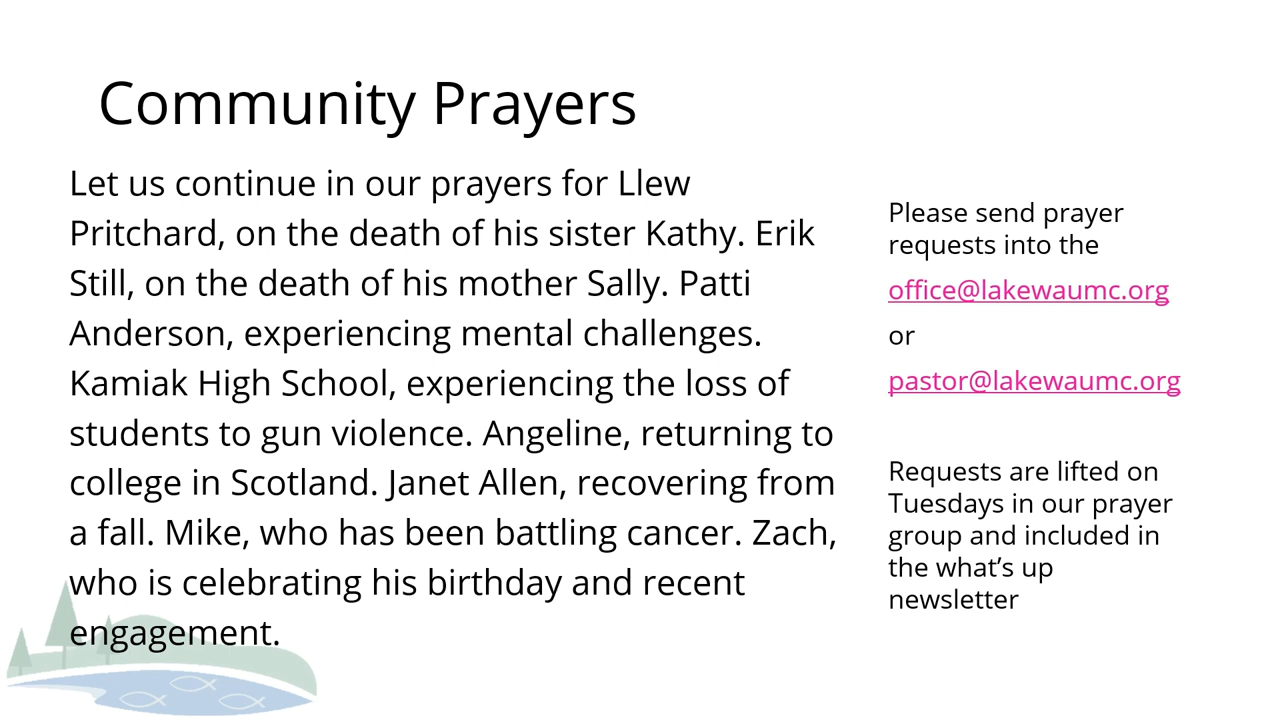 Community Prayers
Let us continue in our prayers for Llew
Pritchard, on the death of his sister Kathy. Erik
Still, on the death of his mother Sally. Patti
Anderson, experiencing mental challenges.
Kamiak High School, experiencing the loss of
students to gun violence. Angeline, returning to
college in Scotland. Janet Allen, recovering from
a fall. Mike, who has been battling cancer. Zach,
who is celebrating his birthday and recent
engagement.
Please send prayer
requests into the
office@lakewaumc.org
or
pastor@lakewaumc.org
Requests are lifted on
Tuesdays in our prayer
group and included in
the what’s up
newsletter